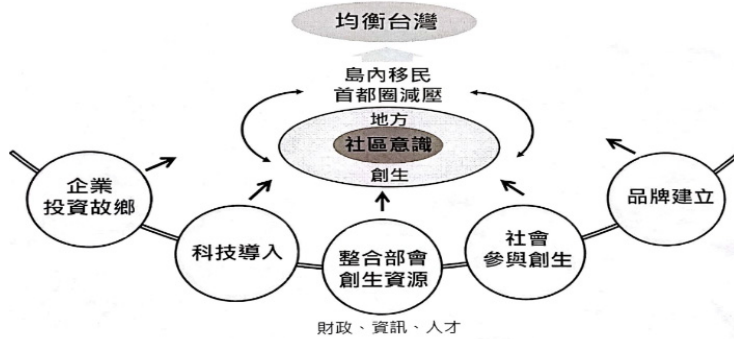 均衡台灣
島內移民
首都圈減壓
地方
社區意識
創生
企業
投資故鄉
科技導入
整合部會
創生資源
社會
參與創生
品牌建立
財政、資訊、人才